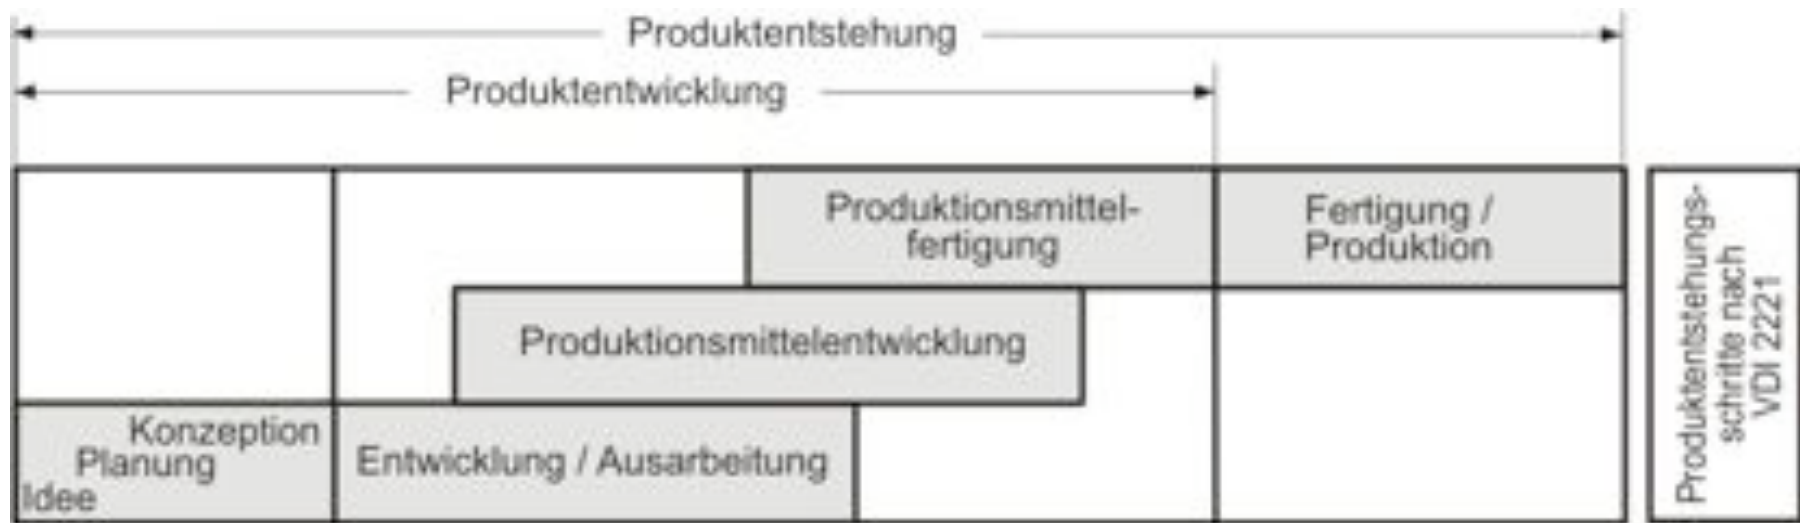 Produktentstehung
Produktentwicklung
Produktionsmittel-
fertigung
Fertigung /
Produktion
Produktionsmittelentwicklung
Konzeption
Planung
Idee
Entwicklung / Ausarbeitung
Produktentstehungs-
schritte nach
VDI 2221